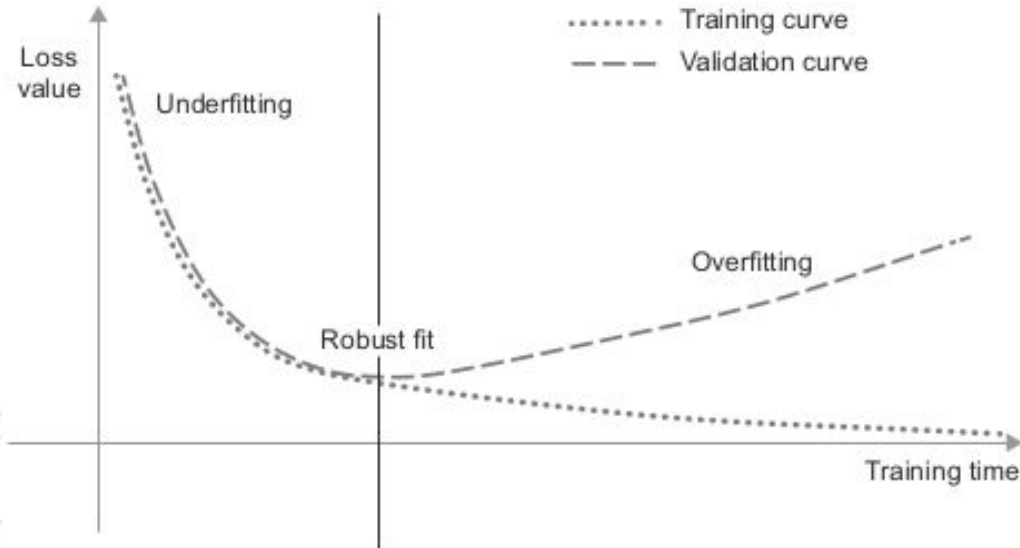 Training curve
Validation curve
Loss
value
Underfitting
Overfitting
Robust fit
Training time